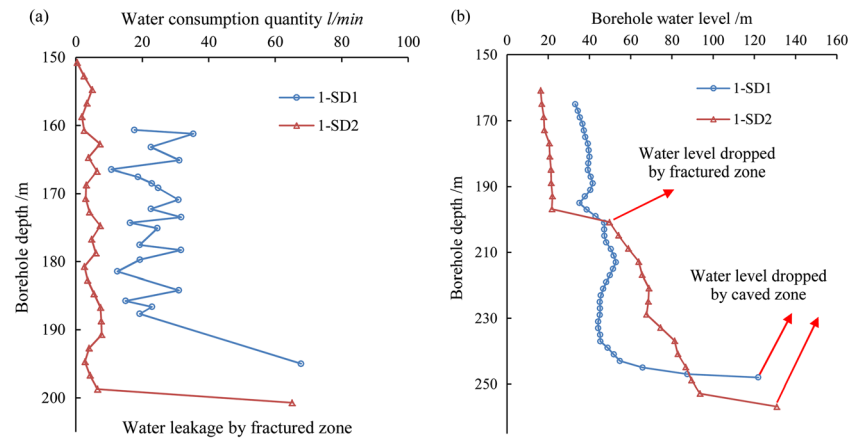 (a)
Water consumption quantity l/min
0 20 40 60 80 100
150
160
170
180
190
200
Borehole depth /m
1-SD1
1-SD2
Water leakage by fractured zone
(b)
Borehole water level /m
0 20 40 60 80 100 120 140 160
150
170
190
210
230
250
Borehole depth /m
1-SD1
1-SD2
Water level dropped
by fractured zone
Water level dropped
by caved zone